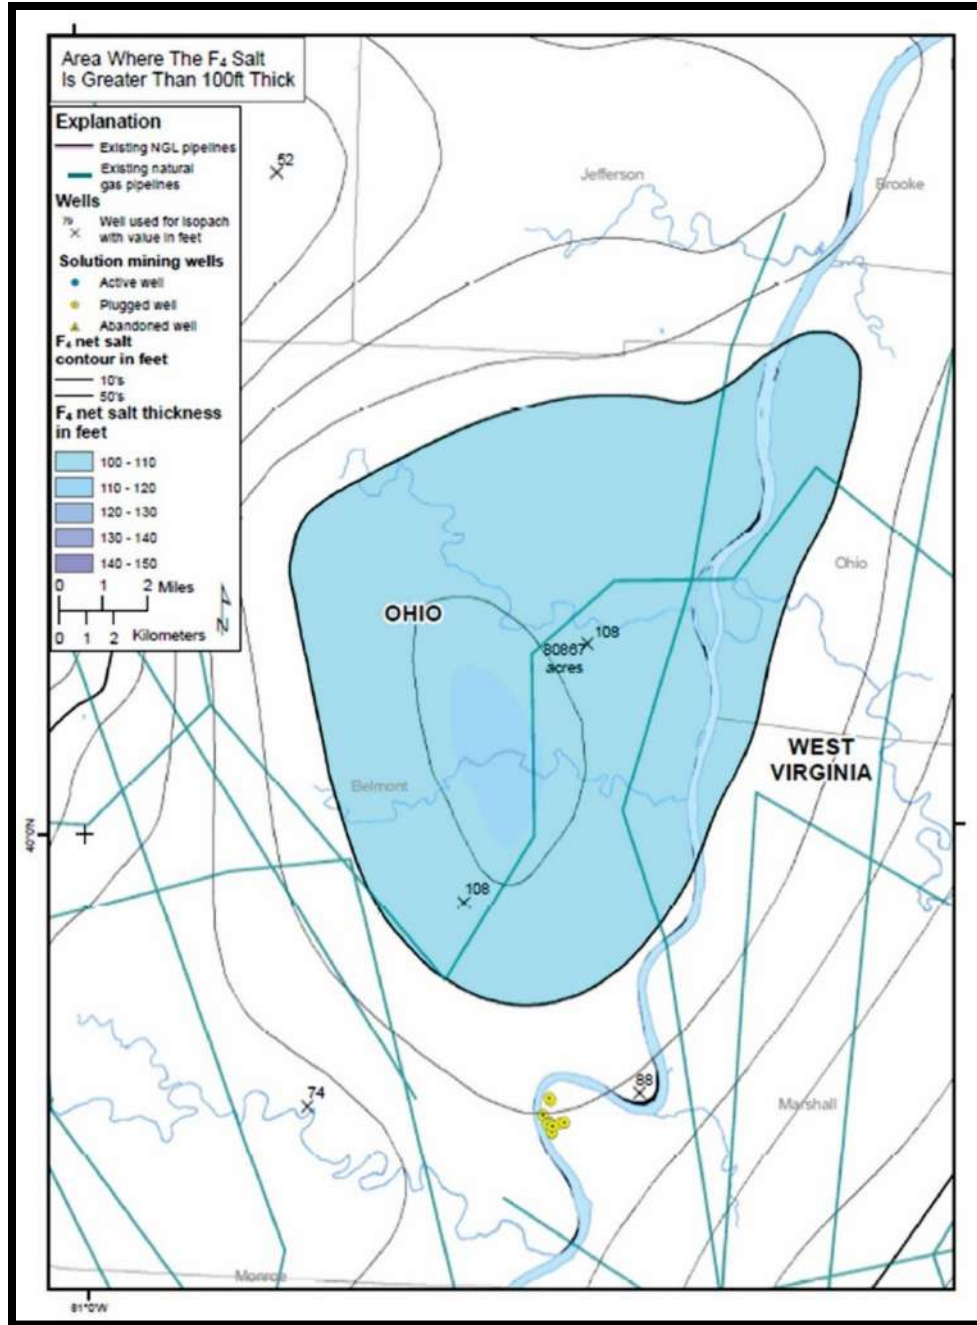 Area Where The F₄ Salt
Is Greater Than 100ft Thick
Explanation
Existing NGL pipelines
Existing natural
gas pipelines
Wells
79 Well used for Isopach
with value in feet
Solution mining wells
Active well
Plugged well
Abandoned well
F₄ net salt
contour in feet
10's
50's
F₄ net salt thickness
in feet
100 - 110
110 - 120
120 - 130
130 - 140
140 - 150
0 1 2 Miles
0 1 2 Kilometers
N
52
Jefferson
Brooke
Ohio
OHIO
108
80867
acres
WEST
VIRGINIA
Belmont
40°0'N
108
88
74
Marshall
Monroe
81°0'W